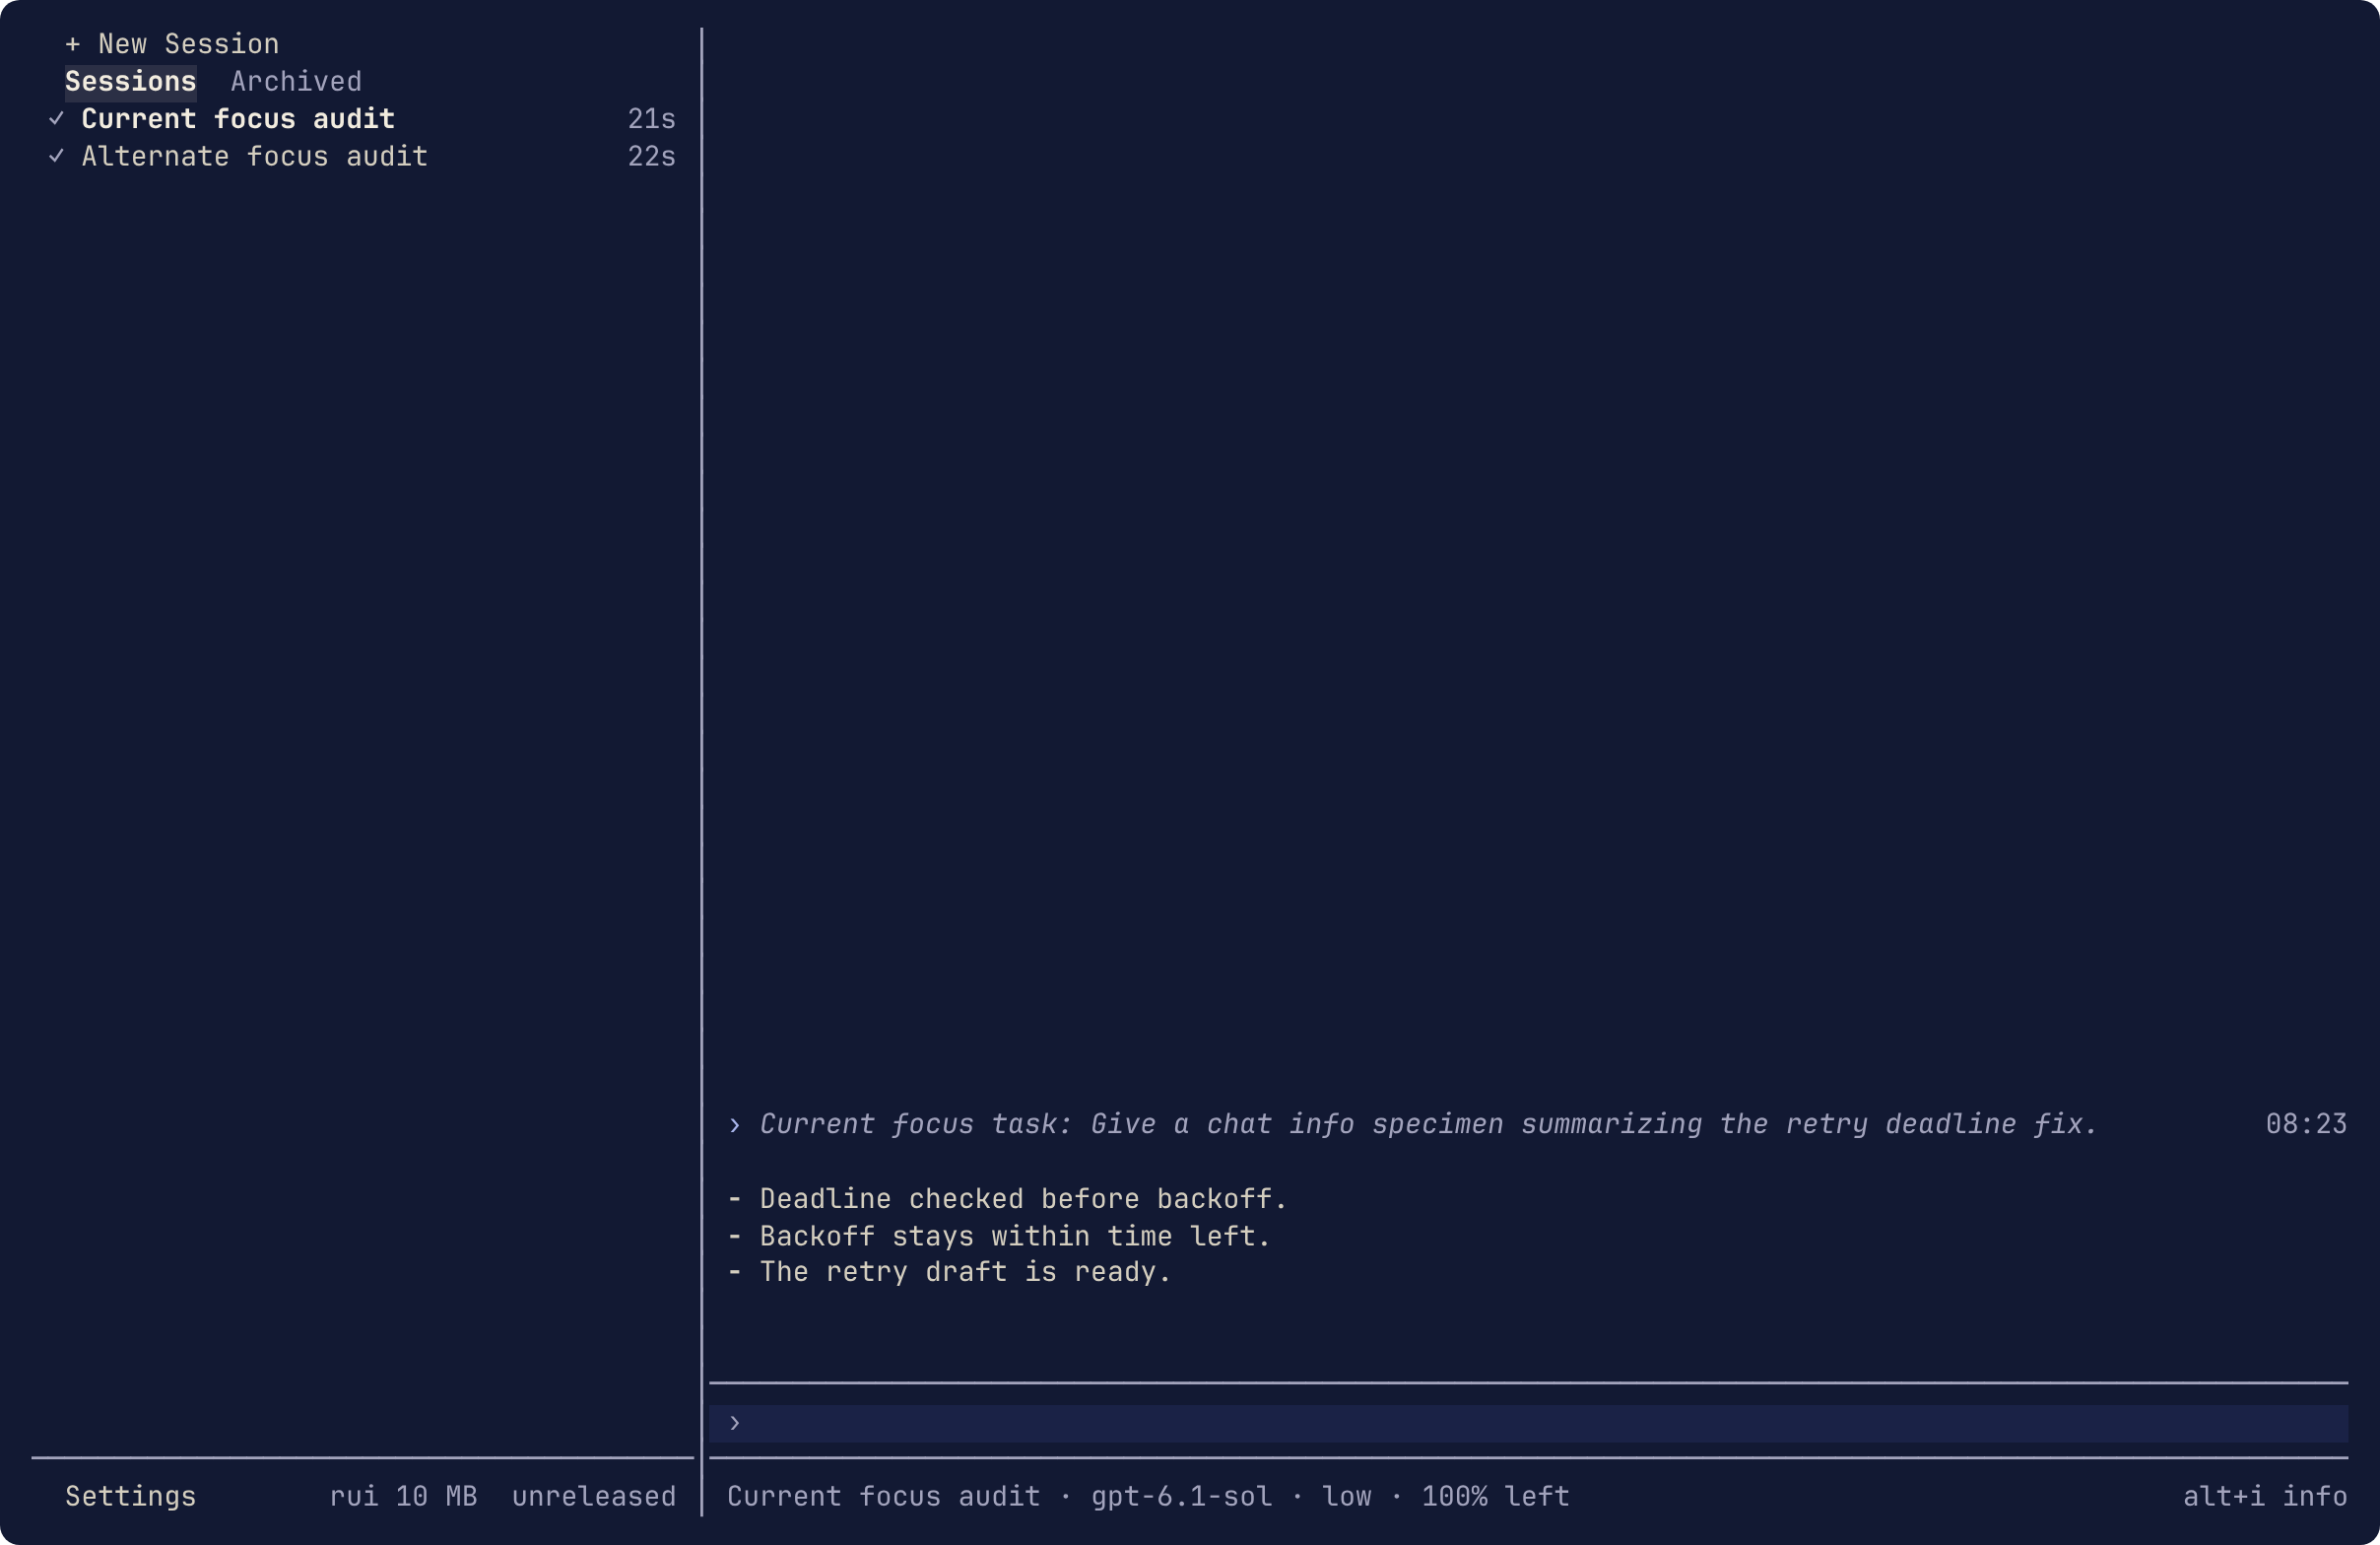 + New Session
Sessions Archived
✓ Current focus audit 21s
✓ Alternate focus audit 22s
› Current focus task: Give a chat info specimen summarizing the retry deadline fix. 08:23
- Deadline checked before backoff.
- Backoff stays within time left.
- The retry draft is ready.
›
Settings rui 10 MB unreleased
Current focus audit · gpt-6.1-sol · low · 100% left alt+i info